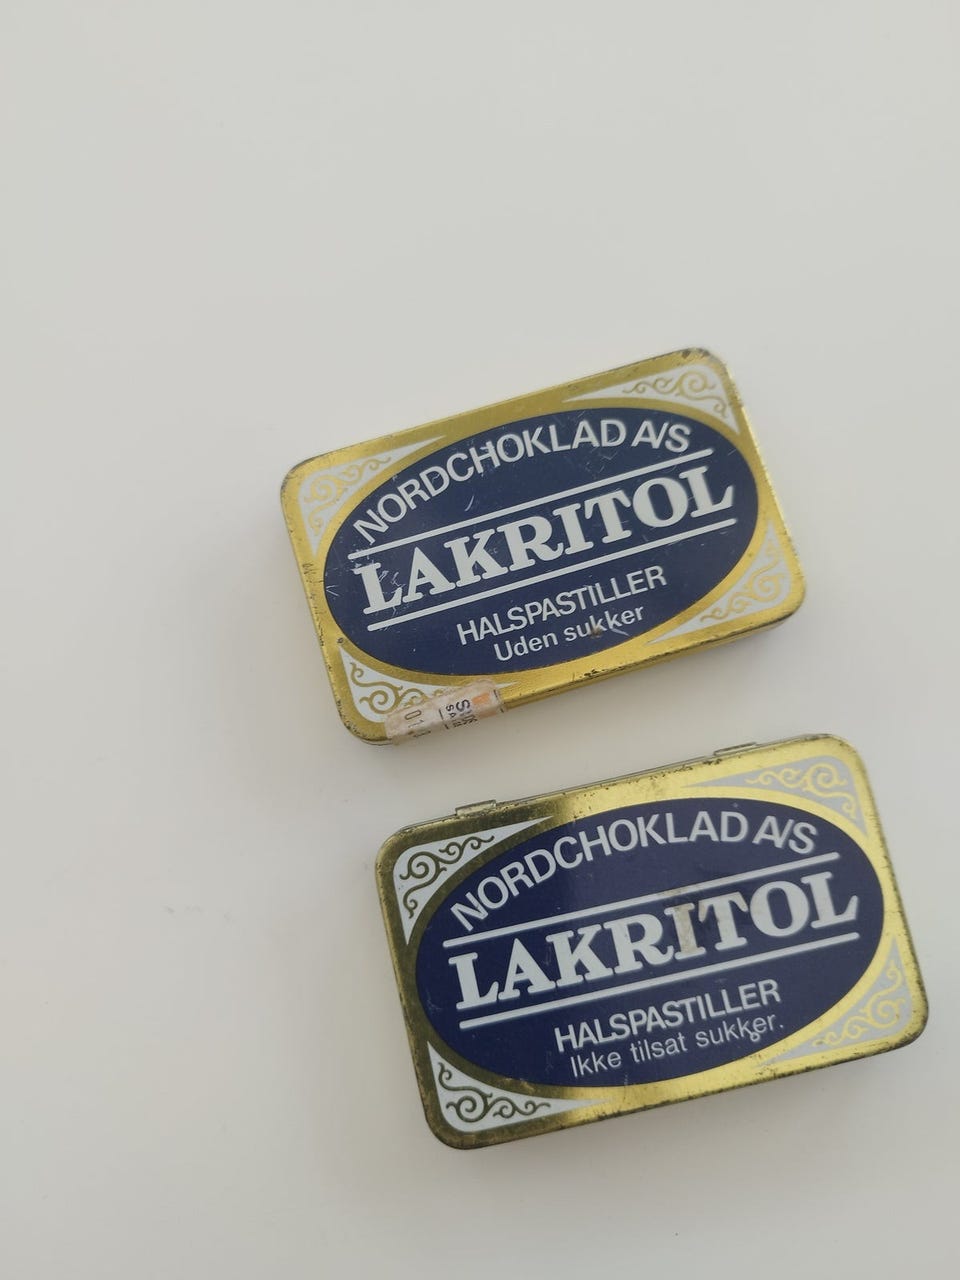 NORDCHOKLAD A/S
LAKRITOL
HALSPASTILLER
Uden sukker
NORDCHOKLAD A/S
LAKRITOL
HALSPASTILLER
Ikke tilsat sukker.